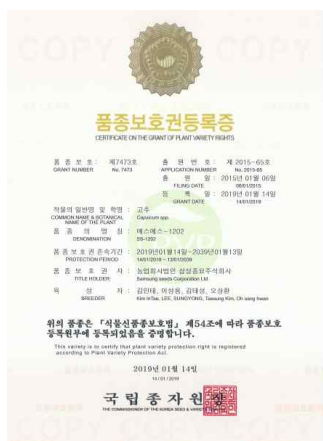 품종보호권등록증
CERTIFICATE ON THE GRANT OF PLANT VARIETY RIGHTS
품 종 보 호 : 제7473호
GRANT NUMBER No. 7473
출 원 번 호 : 제 2015-65호
APPLICATION NUMBER No. 2015-65
출 원 일 : 2015년 01월 06일
FILING DATE 06/01/2015
등 록 일 : 2019년 01월 14일
GRANT DATE 14/01/2019
작물의 일반명 및 학명 : 고추
COMMON NAME & BOTANICAL NAME OF THE PLANT Capsicum spp.
품 종 의 명 칭 : 에스에스-1202
DENOMINATION SS-1202
품 종 보 호 권 존 속 기 간 : 2019년01월14일~2039년01월13일
PROTECTION PERIOD 14/01/2019 ~ 13/01/2039
품 종 보 호 권 자 : 농업회사법인 삼성종묘주식회사
TITLE HOLDER Samsung seeds Corporation Ltd
육 성 자 : 김인태, 이성용, 김태성, 오상환
BREEDER Kim InTae, LEE, SUNGYONG, Taesung Kim, Oh sang hwan
위의 품종은 「식물신품종보호법」 제54조에 따라 품종보호
등록원부에 등록되었음을 증명합니다.
This variety is to certify that plant variety protection right is registered
according to Plant Variety Protection Act.
2019년 01월 14일
14/01/2019
국 립 종 자 원 장
THE COMMISSIONER OF THE KOREA SEED & VARIETY